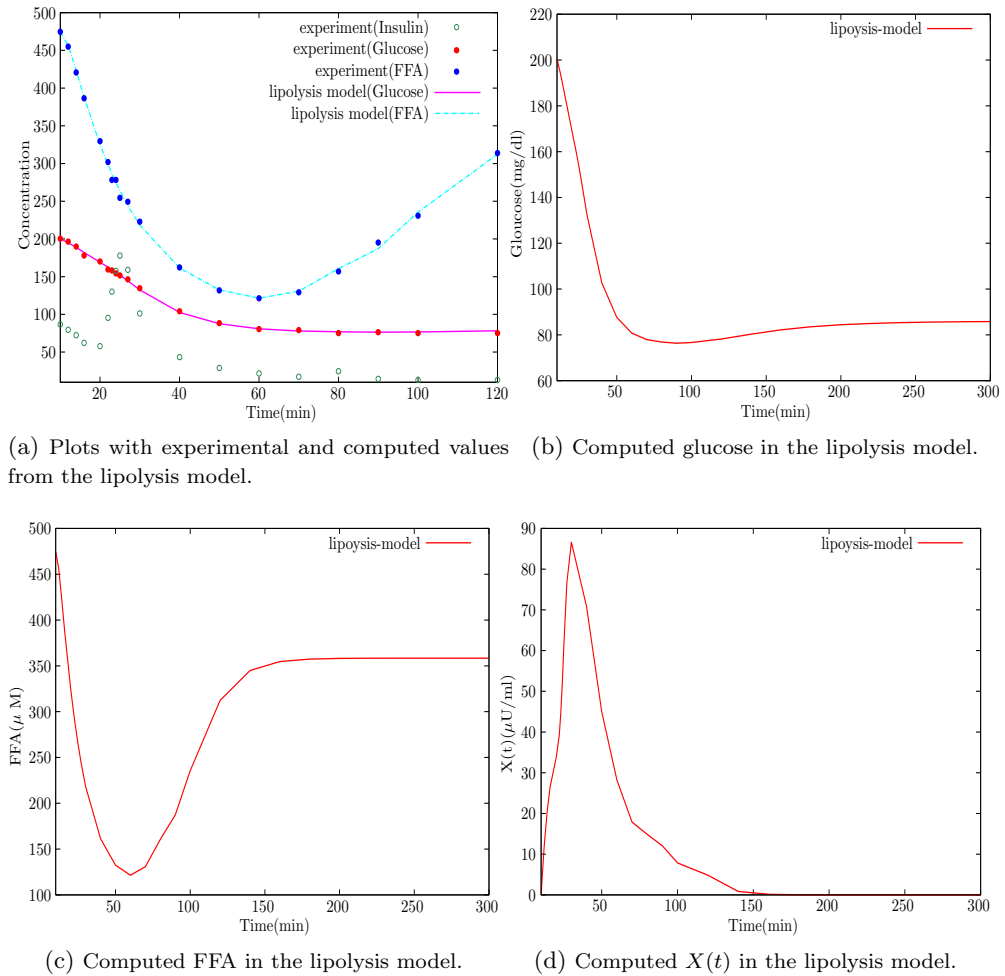 experiment(Insulin)
experiment(Glucose)
experiment(FFA)
lipolysis model(Glucose)
lipolysis model(FFA)
Concentration
500
450
400
350
300
250
200
150
100
50
20 40 60 80 100 120
Time(min)
(a) Plots with experimental and computed values
from the lipolysis model.
lipoysis-model
Gloucose(mg/dl)
220
200
180
160
140
120
100
80
60
50 100 150 200 250 300
Time(min)
(b) Computed glucose in the lipolysis model.
lipoysis-model
FFA(μ M)
500
450
400
350
300
250
200
150
100
50 100 150 200 250 300
Time(min)
(c) Computed FFA in the lipolysis model.
lipoysis-model
X(t)(μU/ml)
90
80
70
60
50
40
30
20
10
0
50 100 150 200 250 300
Time(min)
(d) Computed X(t) in the lipolysis model.